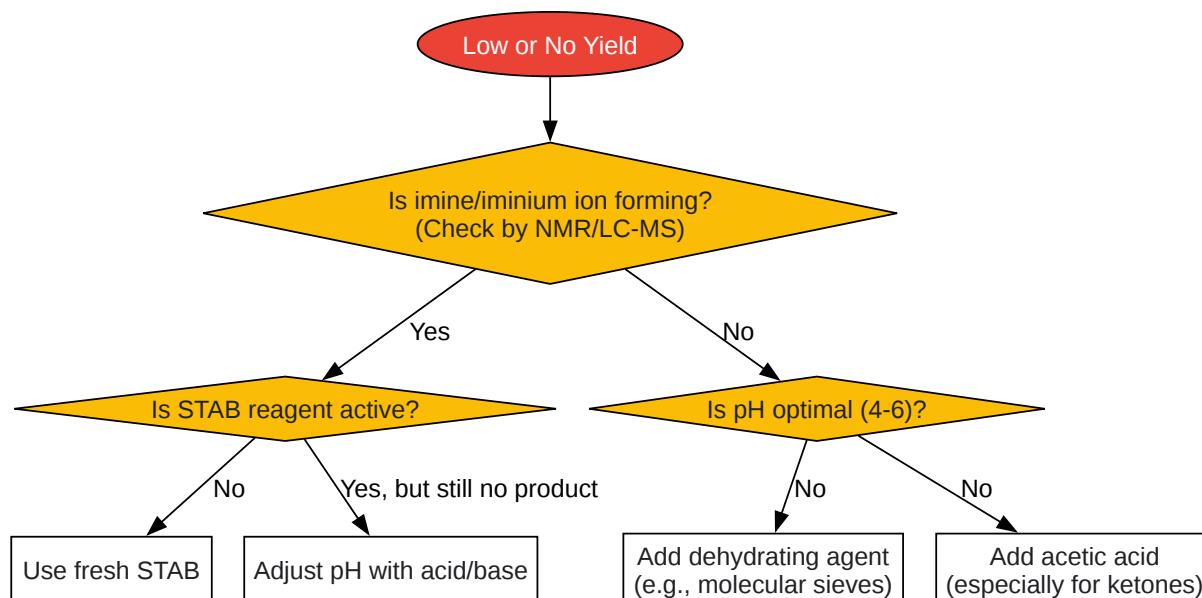 Low or No Yield
Is imine/iminium ion forming?
(Check by NMR/LC-MS)
Yes
No
Is STAB reagent active?
Is pH optimal (4-6)?
No
Yes, but still no product
No
No
Use fresh STAB
Adjust pH with acid/base
Add dehydrating agent
(e.g., molecular sieves)
Add acetic acid
(especially for ketones)